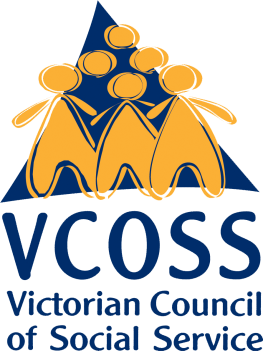 VCOSS
Victorian Council
of Social Service